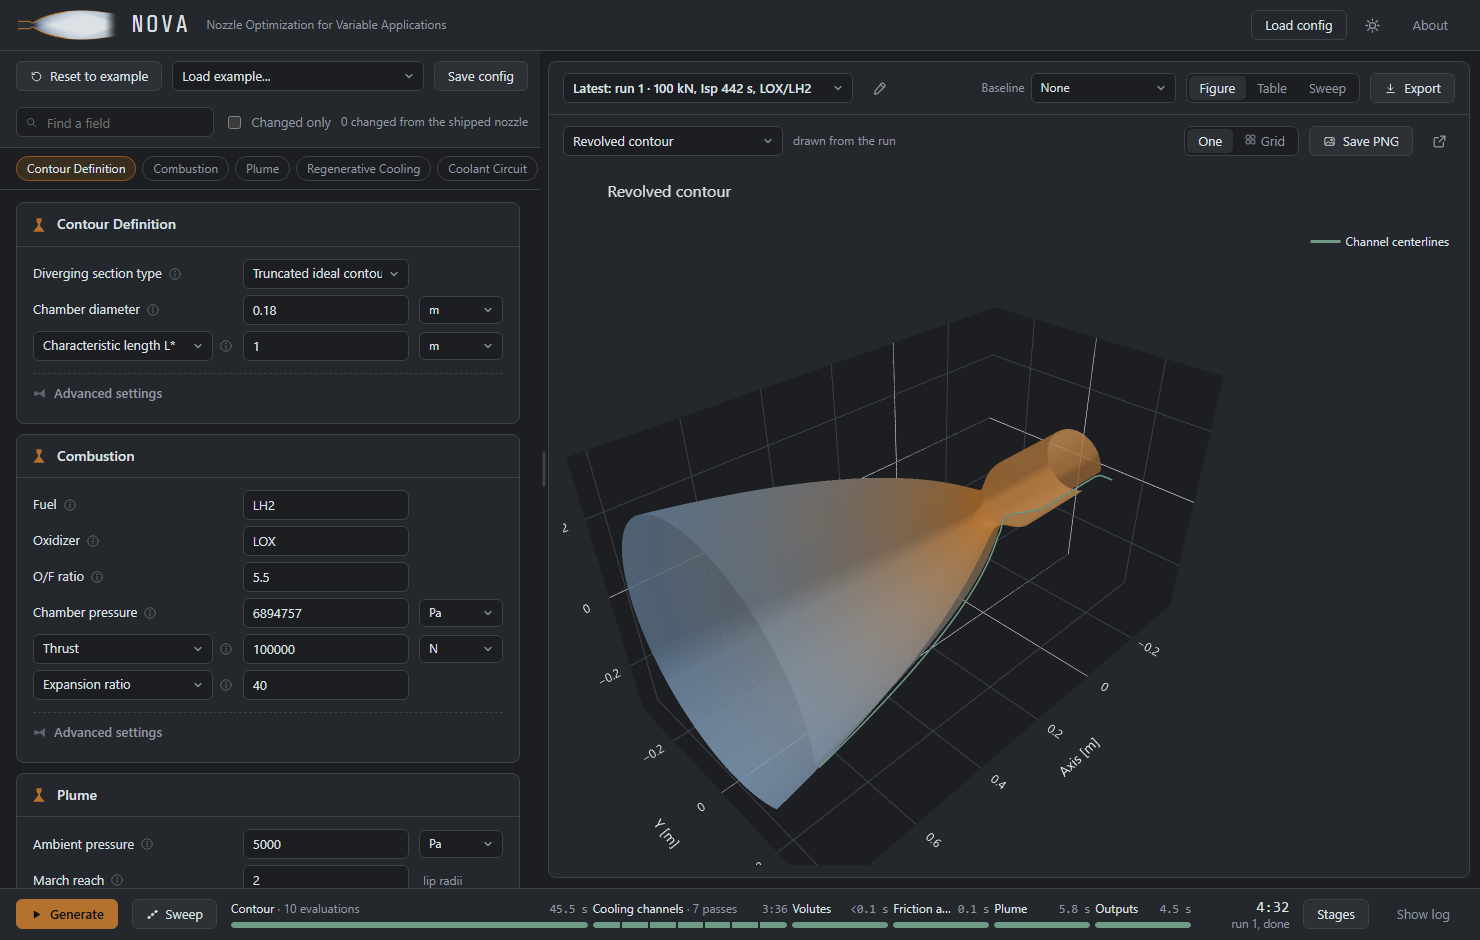 NOVA Nozzle Optimization for Variable Applications Load config About
Reset to example Load example... Save config
Find a field Changed only 0 changed from the shipped nozzle
Contour Definition Combustion Plume Regenerative Cooling Coolant Circuit
Contour Definition
Diverging section type Truncated ideal contou
Chamber diameter 0.18 m
Characteristic length L* 1 m
Advanced settings
Combustion
Fuel LH2
Oxidizer LOX
O/F ratio 5.5
Chamber pressure 6894757 Pa
Thrust 100000 N
Expansion ratio 40
Advanced settings
Plume
Ambient pressure 5000 Pa
March reach 2 lip radii
Latest: run 1 · 100 kN, Isp 442 s, LOX/LH2 Baseline None Figure Table Sweep Export
Revolved contour drawn from the run One Grid Save PNG
Revolved contour
Channel centerlines
2
0
−0.2
−0.2
0
Y [m]
−0.2
0
0.2
0.4
0.6
Axis [m]
Generate Sweep Contour · 10 evaluations 45.5 s Cooling channels · 7 passes 3:36 Volutes <0.1 s Friction a... 0.1 s Plume 5.8 s Outputs 4.5 s 4:32 Stages Show log
run 1, done